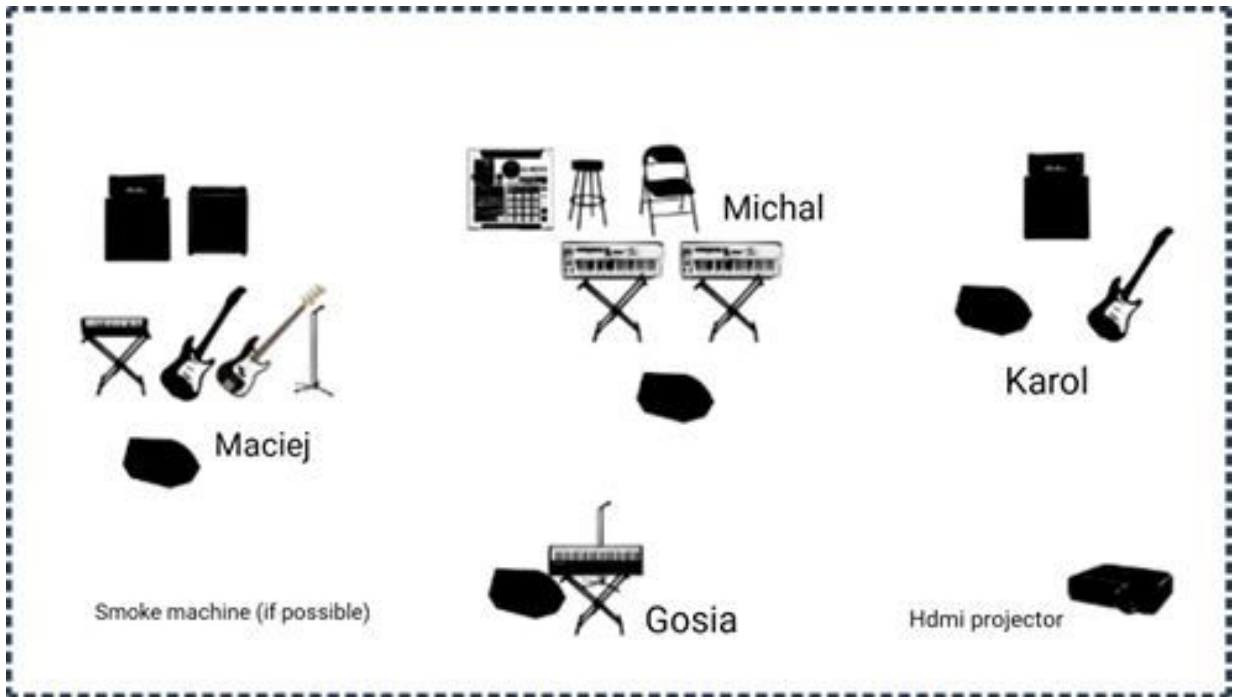 Michal
Karol
Maciej
Smoke machine (if possible)
Gosia
Hdmi projector